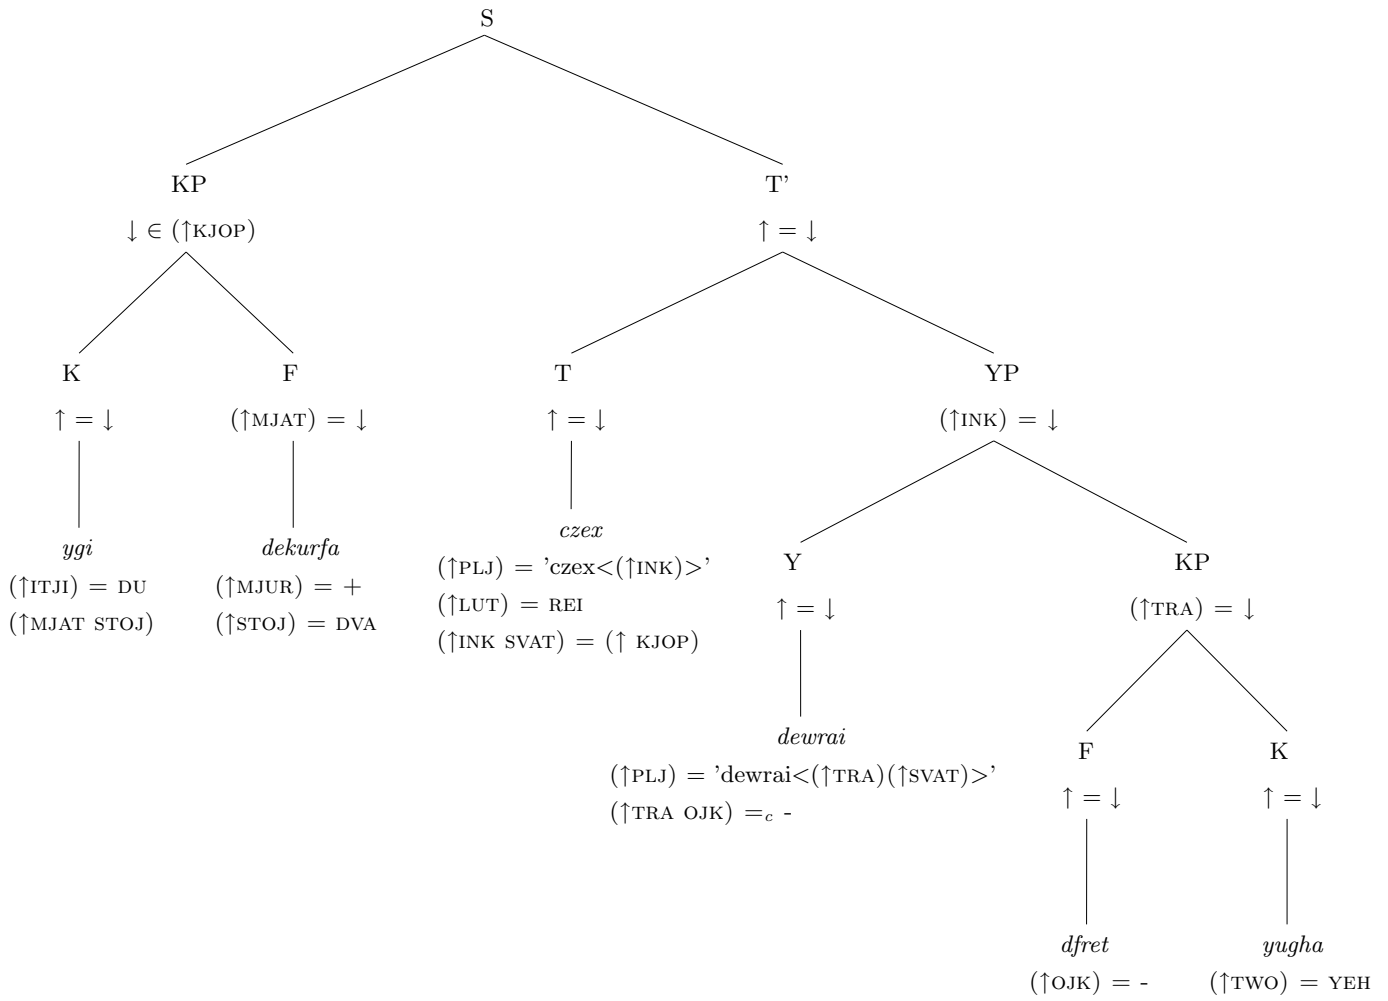 S
KP T’
↓ ∈ (↑KJOP) ↑ = ↓
K F T YP
↑ = ↓ (↑MJAT) = ↓ ↑ = ↓ (↑INK) = ↓
ygi dekurfa czex Y KP
(↑ITJI) = DU (↑MJUR) = + (↑PLJ) = ’czex<(↑INK)>’ ↑ = ↓ (↑TRA) = ↓
(↑MJAT STOJ) (↑STOJ) = DVA (↑LUT) = REI
(↑INK SVAT) = (↑ KJOP)
dewrai F K
(↑PLJ) = ’dewrai<(↑TRA)(↑SVAT)>’ ↑ = ↓ ↑ = ↓
(↑TRA OJK) =c -
dfret yugha
(↑OJK) = - (↑TWO) = YEH